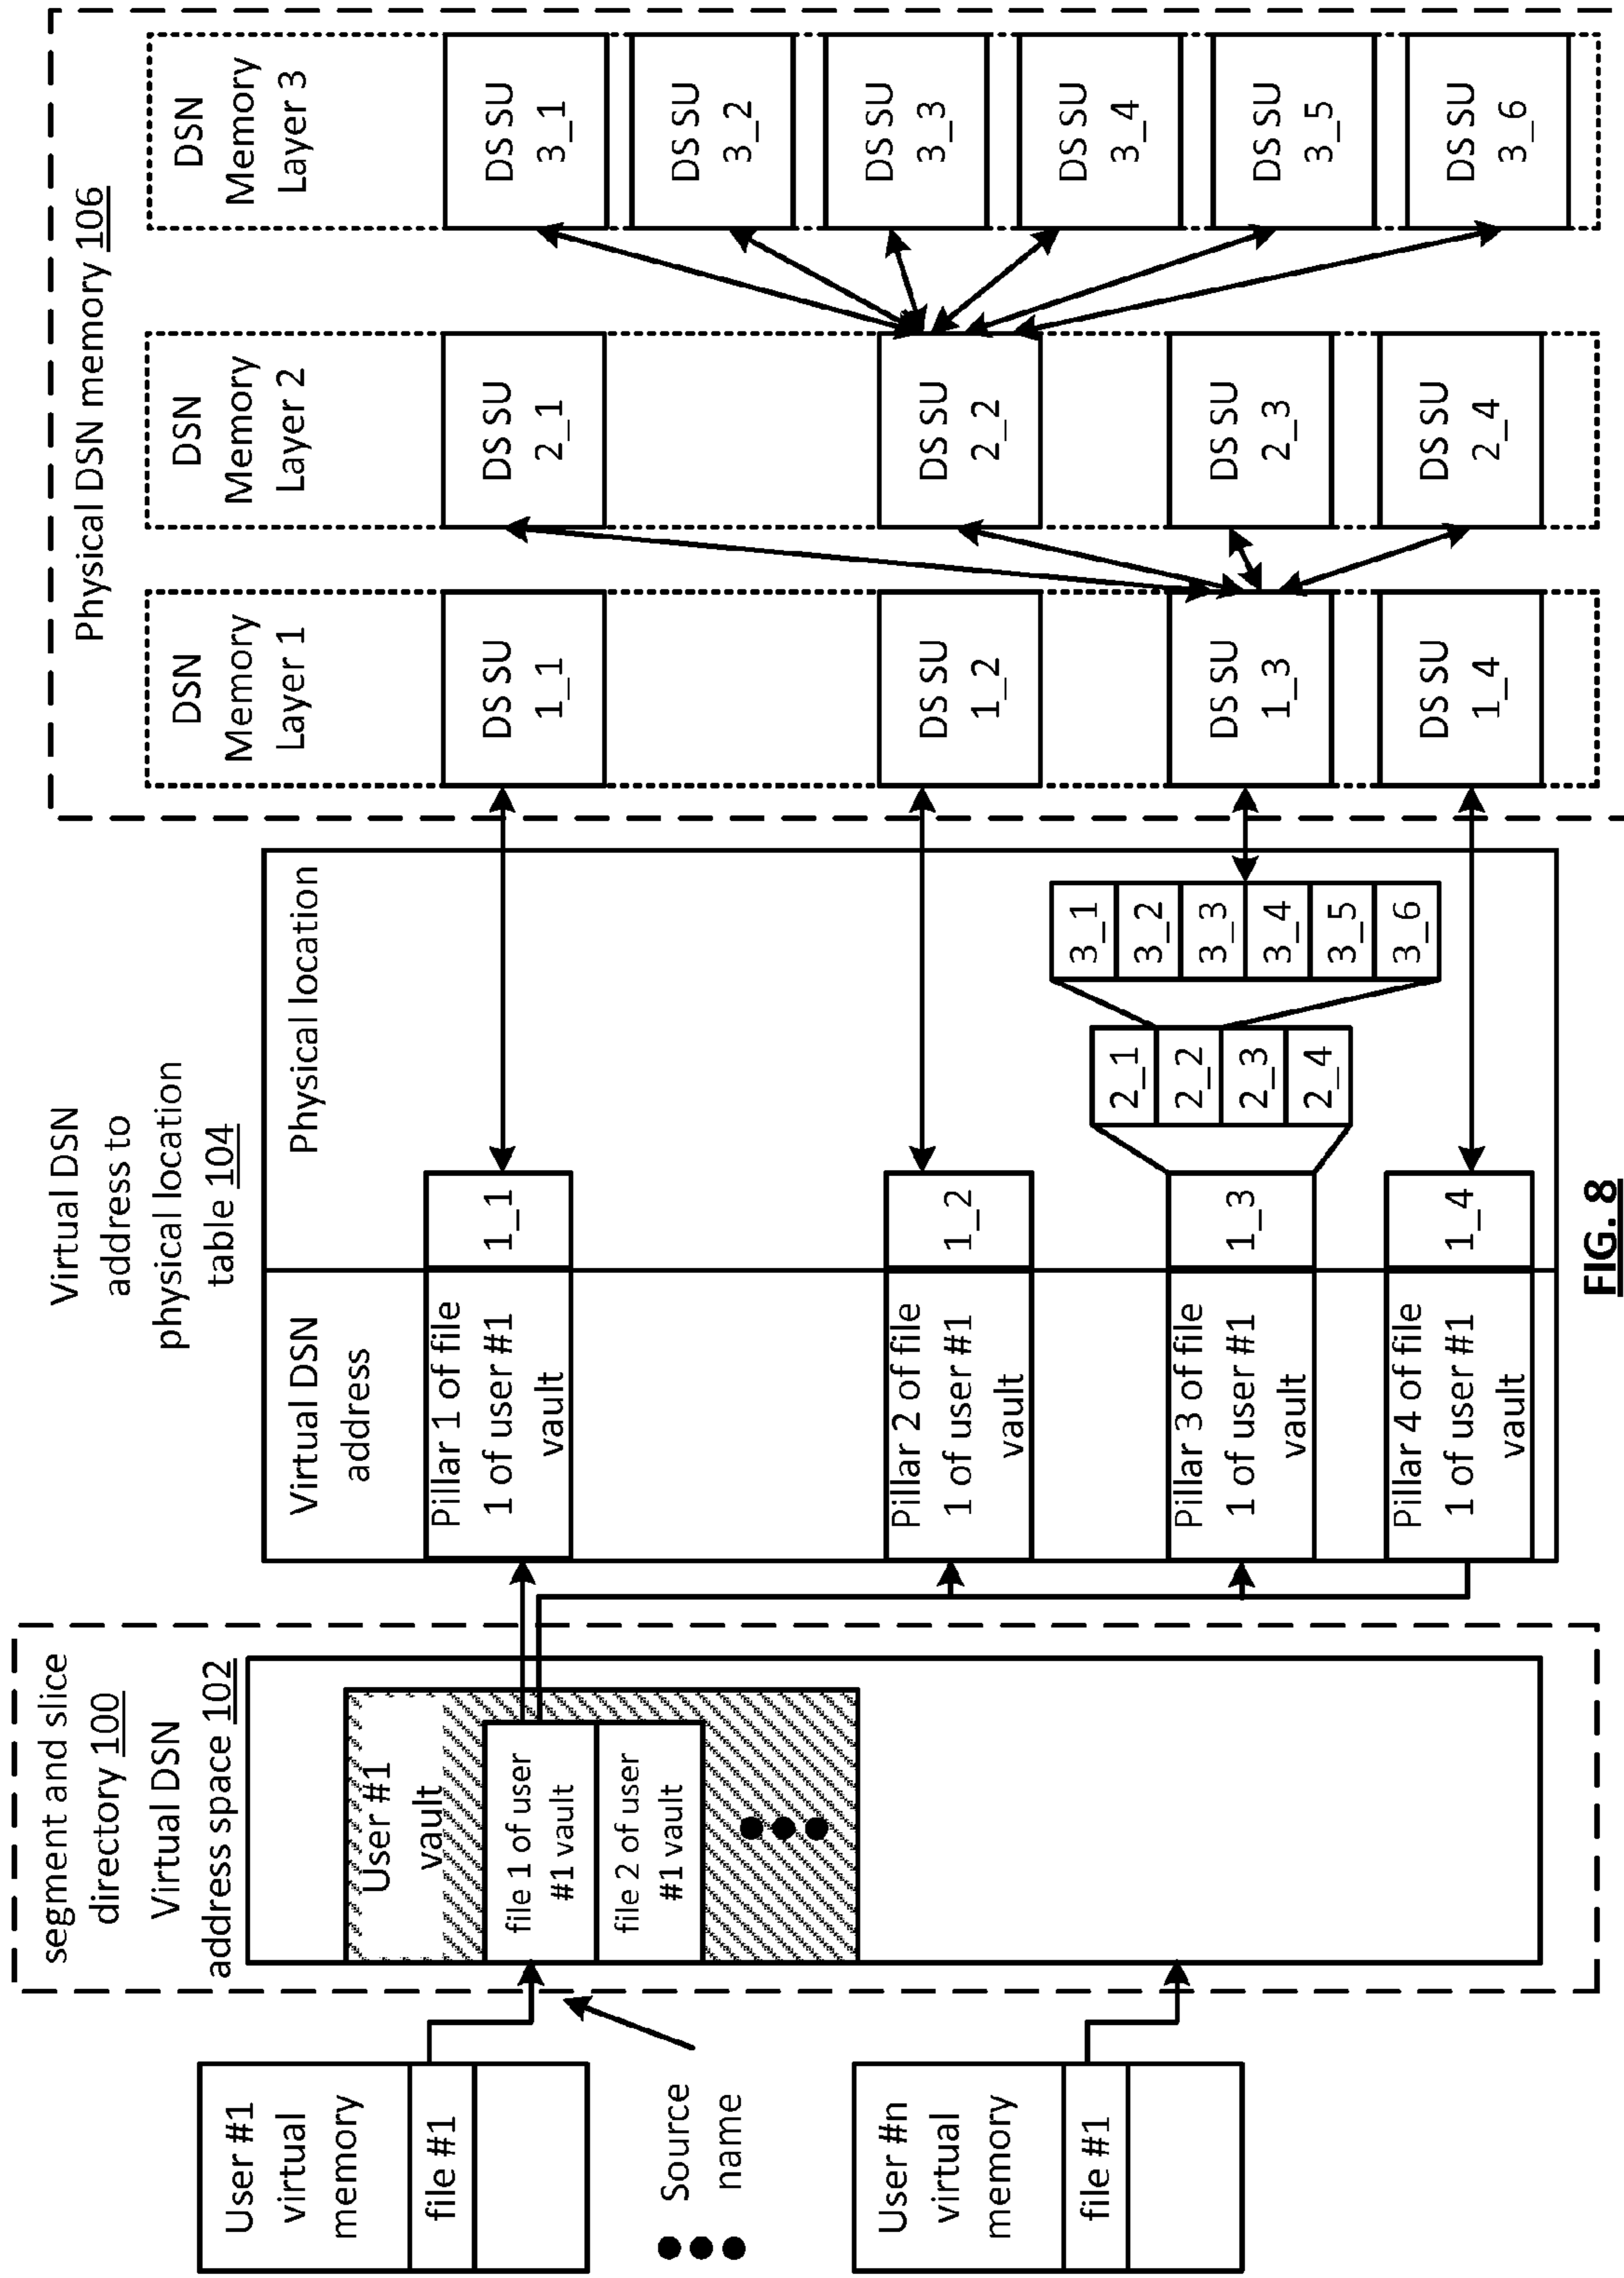 User #1
virtual
memory
file #1
Source
name
User #n
virtual
memory
file #1
segment and slice
directory 100
Virtual DSN
address space 102
User #1
vault
file 1 of user
#1 vault
file 2 of user
#1 vault
Virtual DSN
address to
physical location
table 104
Virtual DSN
address
Physical location
Pillar 1 of file
1 of user #1
vault
1_1
Pillar 2 of file
1 of user #1
vault
1_2
Pillar 3 of file
1 of user #1
vault
1_3
2_1
2_2
2_3
2_4
3_1
3_2
3_3
3_4
3_5
3_6
Pillar 4 of file
1 of user #1
vault
1_4
Physical DSN memory 106
DSN
Memory
Layer 1
DS SU
1_1
DS SU
1_2
DS SU
1_3
DS SU
1_4
DSN
Memory
Layer 2
DS SU
2_1
DS SU
2_2
DS SU
2_3
DS SU
2_4
DSN
Memory
Layer 3
DS SU
3_1
DS SU
3_2
DS SU
3_3
DS SU
3_4
DS SU
3_5
DS SU
3_6
FIG. 8